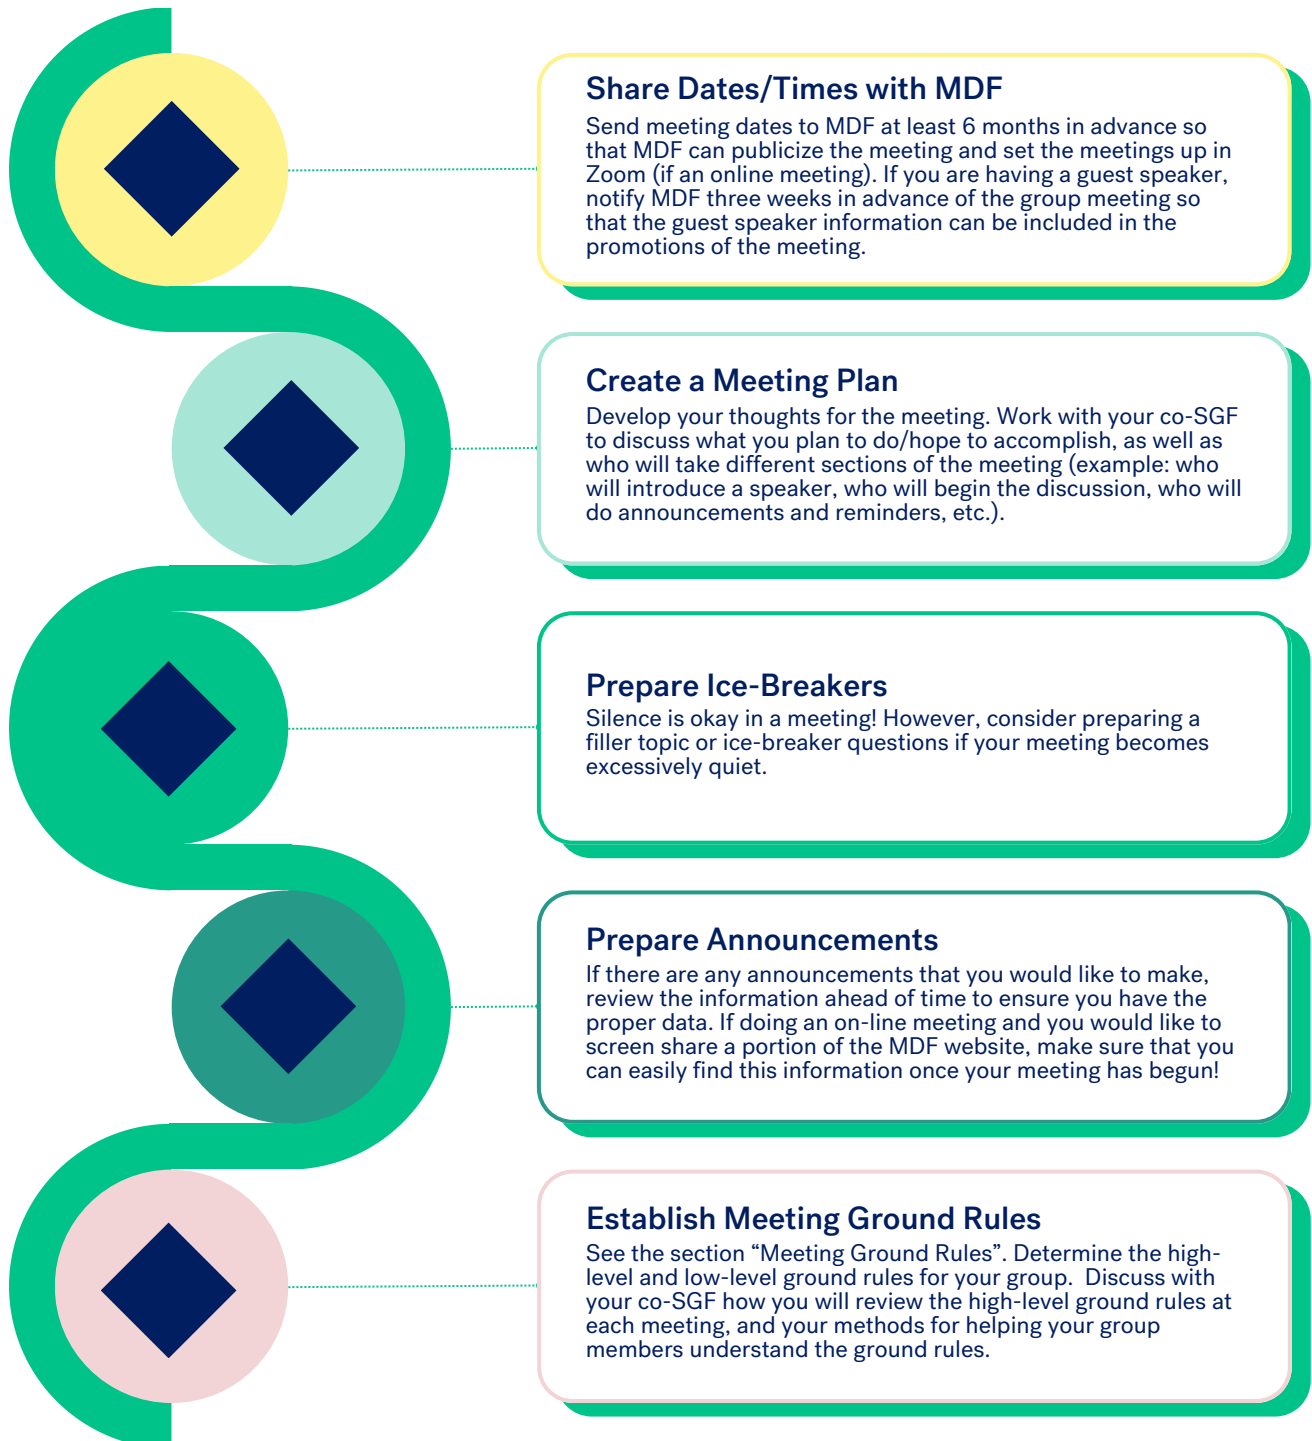 Share Dates/Times with MDF
Send meeting dates to MDF at least 6 months in advance so
that MDF can publicize the meeting and set the meetings up in
Zoom (if an online meeting). If you are having a guest speaker,
notify MDF three weeks in advance of the group meeting so
that the guest speaker information can be included in the
promotions of the meeting.
Create a Meeting Plan
Develop your thoughts for the meeting. Work with your co-SGF
to discuss what you plan to do/hope to accomplish, as well as
who will take different sections of the meeting (example: who
will introduce a speaker, who will begin the discussion, who will
do announcements and reminders, etc.).
Prepare Ice-Breakers
Silence is okay in a meeting! However, consider preparing a
filler topic or ice-breaker questions if your meeting becomes
excessively quiet.
Prepare Announcements
If there are any announcements that you would like to make,
review the information ahead of time to ensure you have the
proper data. If doing an on-line meeting and you would like to
screen share a portion of the MDF website, make sure that you
can easily find this information once your meeting has begun!
Establish Meeting Ground Rules
See the section “Meeting Ground Rules”. Determine the high-
level and low-level ground rules for your group.  Discuss with
your co-SGF how you will review the high-level ground rules at
each meeting, and your methods for helping your group
members understand the ground rules.